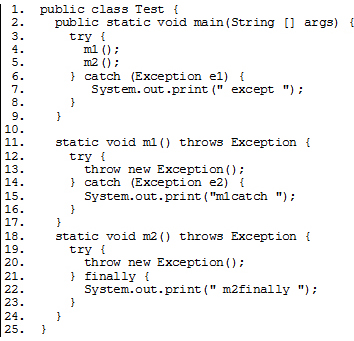 1. public class Test {
2. public static void main(String [] args) {
3. try {
4. m1();
5. m2();
6. } catch (Exception e1) {
7. System.out.print(" except ");
8. }
9. }
10.
11. static void m1() throws Exception {
12. try {
13. throw new Exception();
14. } catch (Exception e2) {
15. System.out.print("m1catch ");
16. }
17. }
18. static void m2() throws Exception {
19. try {
20. throw new Exception();
21. } finally {
22. System.out.print(" m2finally ");
23. }
24. }
25. }